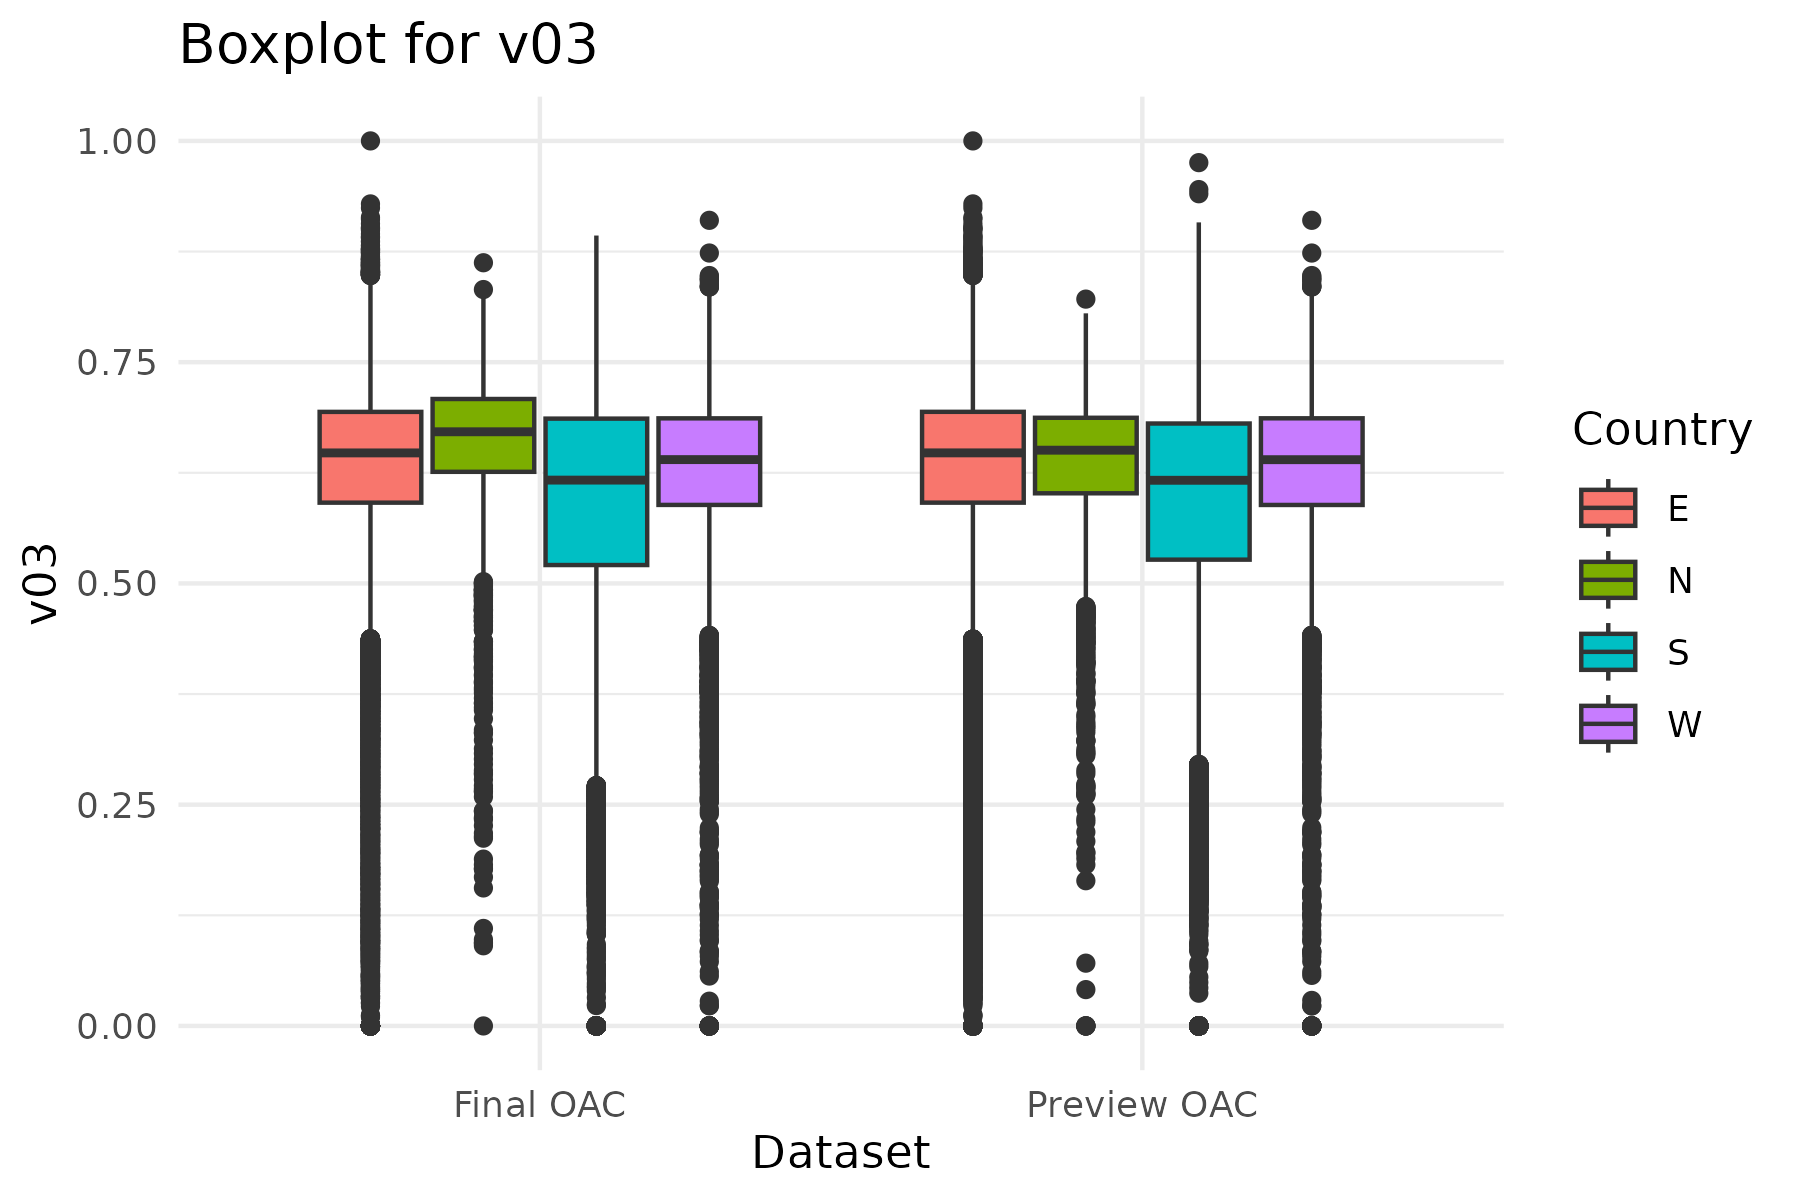 Boxplot for v03
1.00
0.75
0.50
0.25
0.00
v03
Final OAC
Preview OAC
Dataset
Country
E
N
S
W